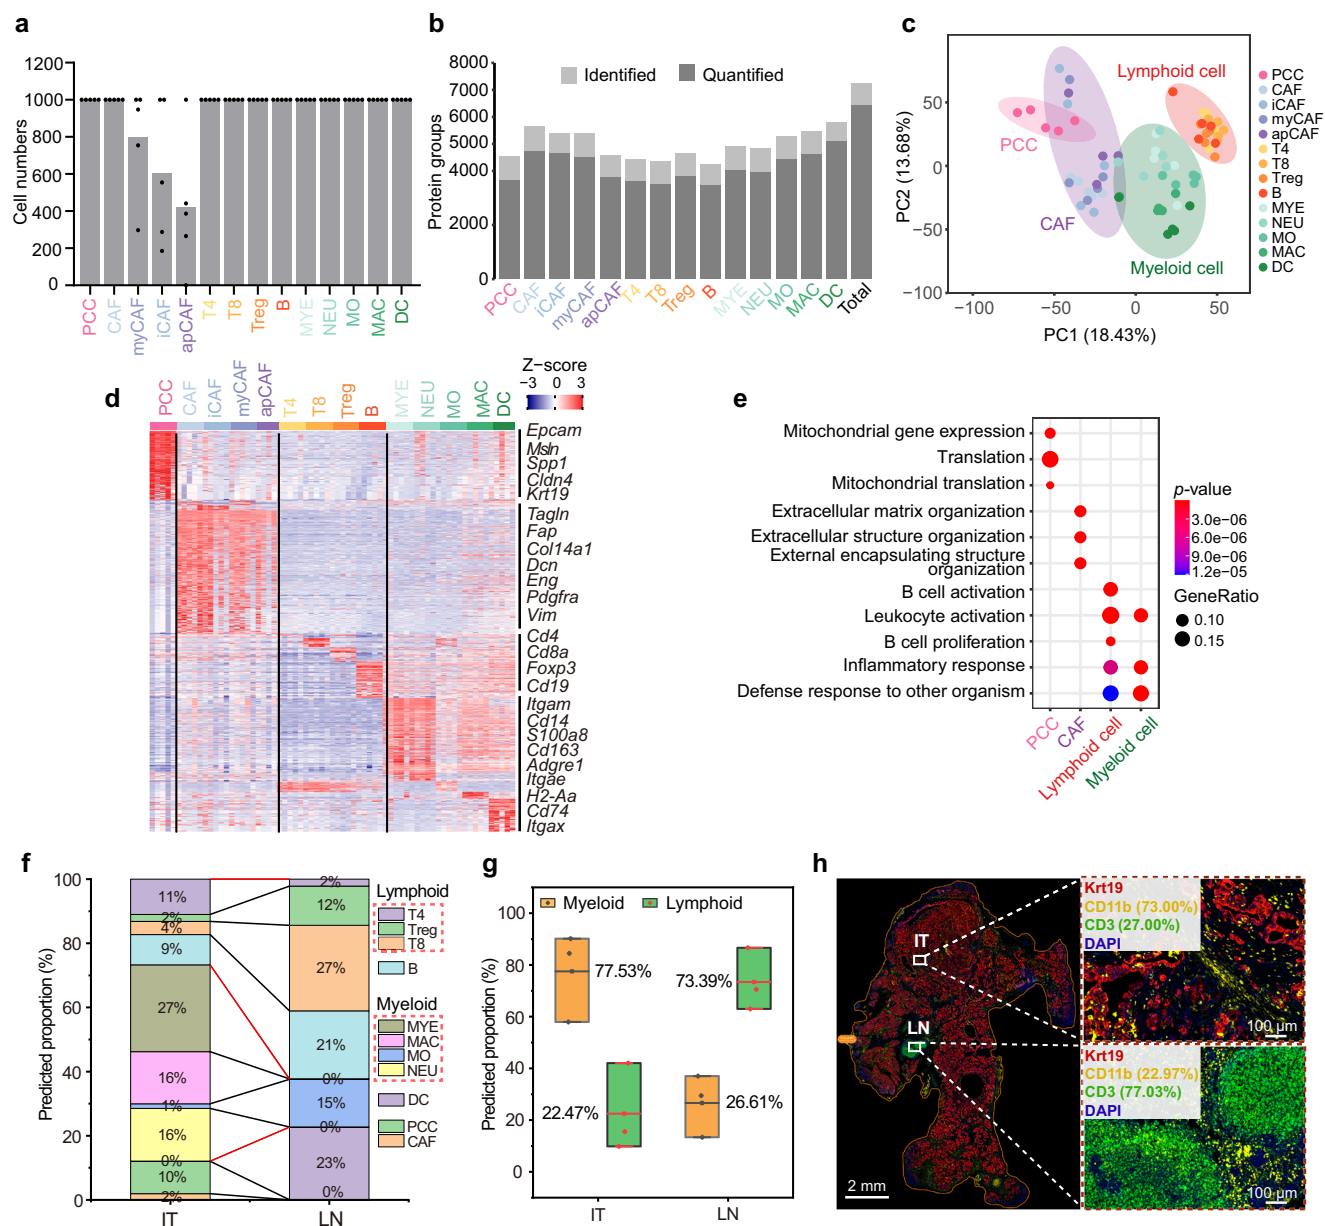 a
1200
1000
800
600
400
200
0
Cell numbers
PCC
CAF
myCAF
iCAF
apCAF
T4
T8
Treg
B
MYE
NEU
MO
MAC
DC
b
8000
6000
5000
4000
2000
0
Protein groups
Identified
Quantified
PCC
CAF
iCAF
myCAF
apCAF
T4
T8
Treg
B
MYE
NEU
MO
MAC
DC
Total
c
50
0
−50
−100
PC2 (13.68%)
−100
−50
0
50
PC1 (18.43%)
Lymphoid cell
PCC
CAF
Myeloid cell
PCC
CAF
iCAF
myCAF
apCAF
T4
T8
Treg
B
MYE
NEU
MO
MAC
DC
d
PCC
CAF
iCAF
myCAF
apCAF
T4
T8
Treg
B
MYE
NEU
MO
MAC
DC
Z−score
−3 0 3
Epcam
Msln
Spp1
Cldn4
Krt19
Tagln
Fap
Col14a1
Dcn
Eng
Pdgfra
Vim
Cd4
Cd8a
Foxp3
Cd19
Itgam
Cd14
S100a8
Cd163
Adgre1
Itgae
H2-Aa
Cd74
Itgax
e
Mitochondrial gene expression
Translation
Mitochondrial translation
Extracellular matrix organization
Extracellular structure organization
External encapsulating structure
organization
B cell activation
Leukocyte activation
B cell proliferation
Inflammatory response
Defense response to other organism
PCC
CAF
Lymphoid cell
Myeloid cell
p-value
3.0e−06
6.0e−06
9.0e−06
1.2e−05
GeneRatio
0.10
0.15
f
100
80
60
40
20
0
Predicted proportion (%)
11%
2%
4%
9%
27%
16%
1%
16%
0%
10%
2%
2%
12%
27%
21%
0%
15%
0%
23%
0%
IT
LN
Lymphoid
T4
Treg
T8
B
Myeloid
MYE
MAC
MO
NEU
DC
PCC
CAF
g
100
80
60
40
20
0
Predicted proportion (%)
Myeloid
Lymphoid
77.53%
73.39%
22.47%
26.61%
IT
LN
h
IT
LN
2 mm
Krt19
CD11b (73.00%)
CD3 (27.00%)
DAPI
100 µm
Krt19
CD11b (22.97%)
CD3 (77.03%)
DAPI
100 µm